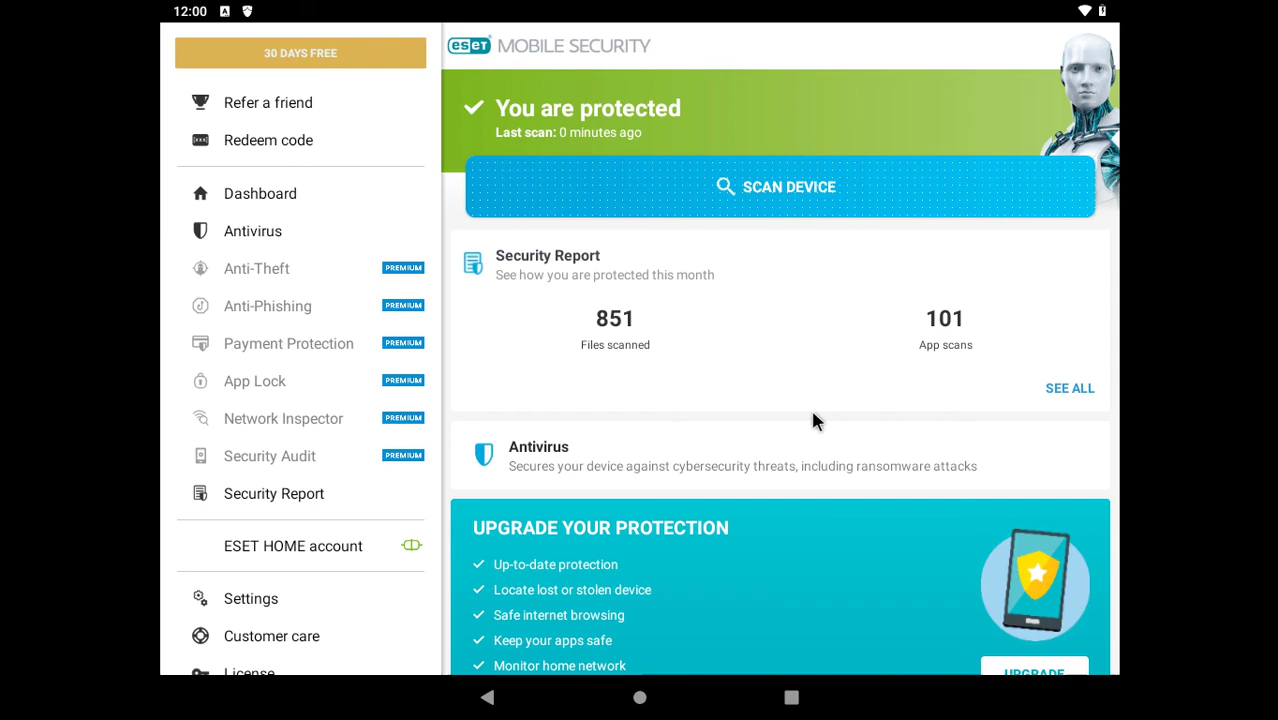 12:00
30 DAYS FREE
Refer a friend
Redeem code
Dashboard
Antivirus
Anti-Theft PREMIUM
Anti-Phishing PREMIUM
Payment Protection PREMIUM
App Lock PREMIUM
Network Inspector PREMIUM
Security Audit PREMIUM
Security Report
ESET HOME account
Settings
Customer care
License
eset MOBILE SECURITY
You are protected
Last scan: 0 minutes ago
SCAN DEVICE
Security Report
See how you are protected this month
851 101
Files scanned App scans
SEE ALL
Antivirus
Secures your device against cybersecurity threats, including ransomware attacks
UPGRADE YOUR PROTECTION
Up-to-date protection
Locate lost or stolen device
Safe internet browsing
Keep your apps safe
Monitor home network
UPGRADE